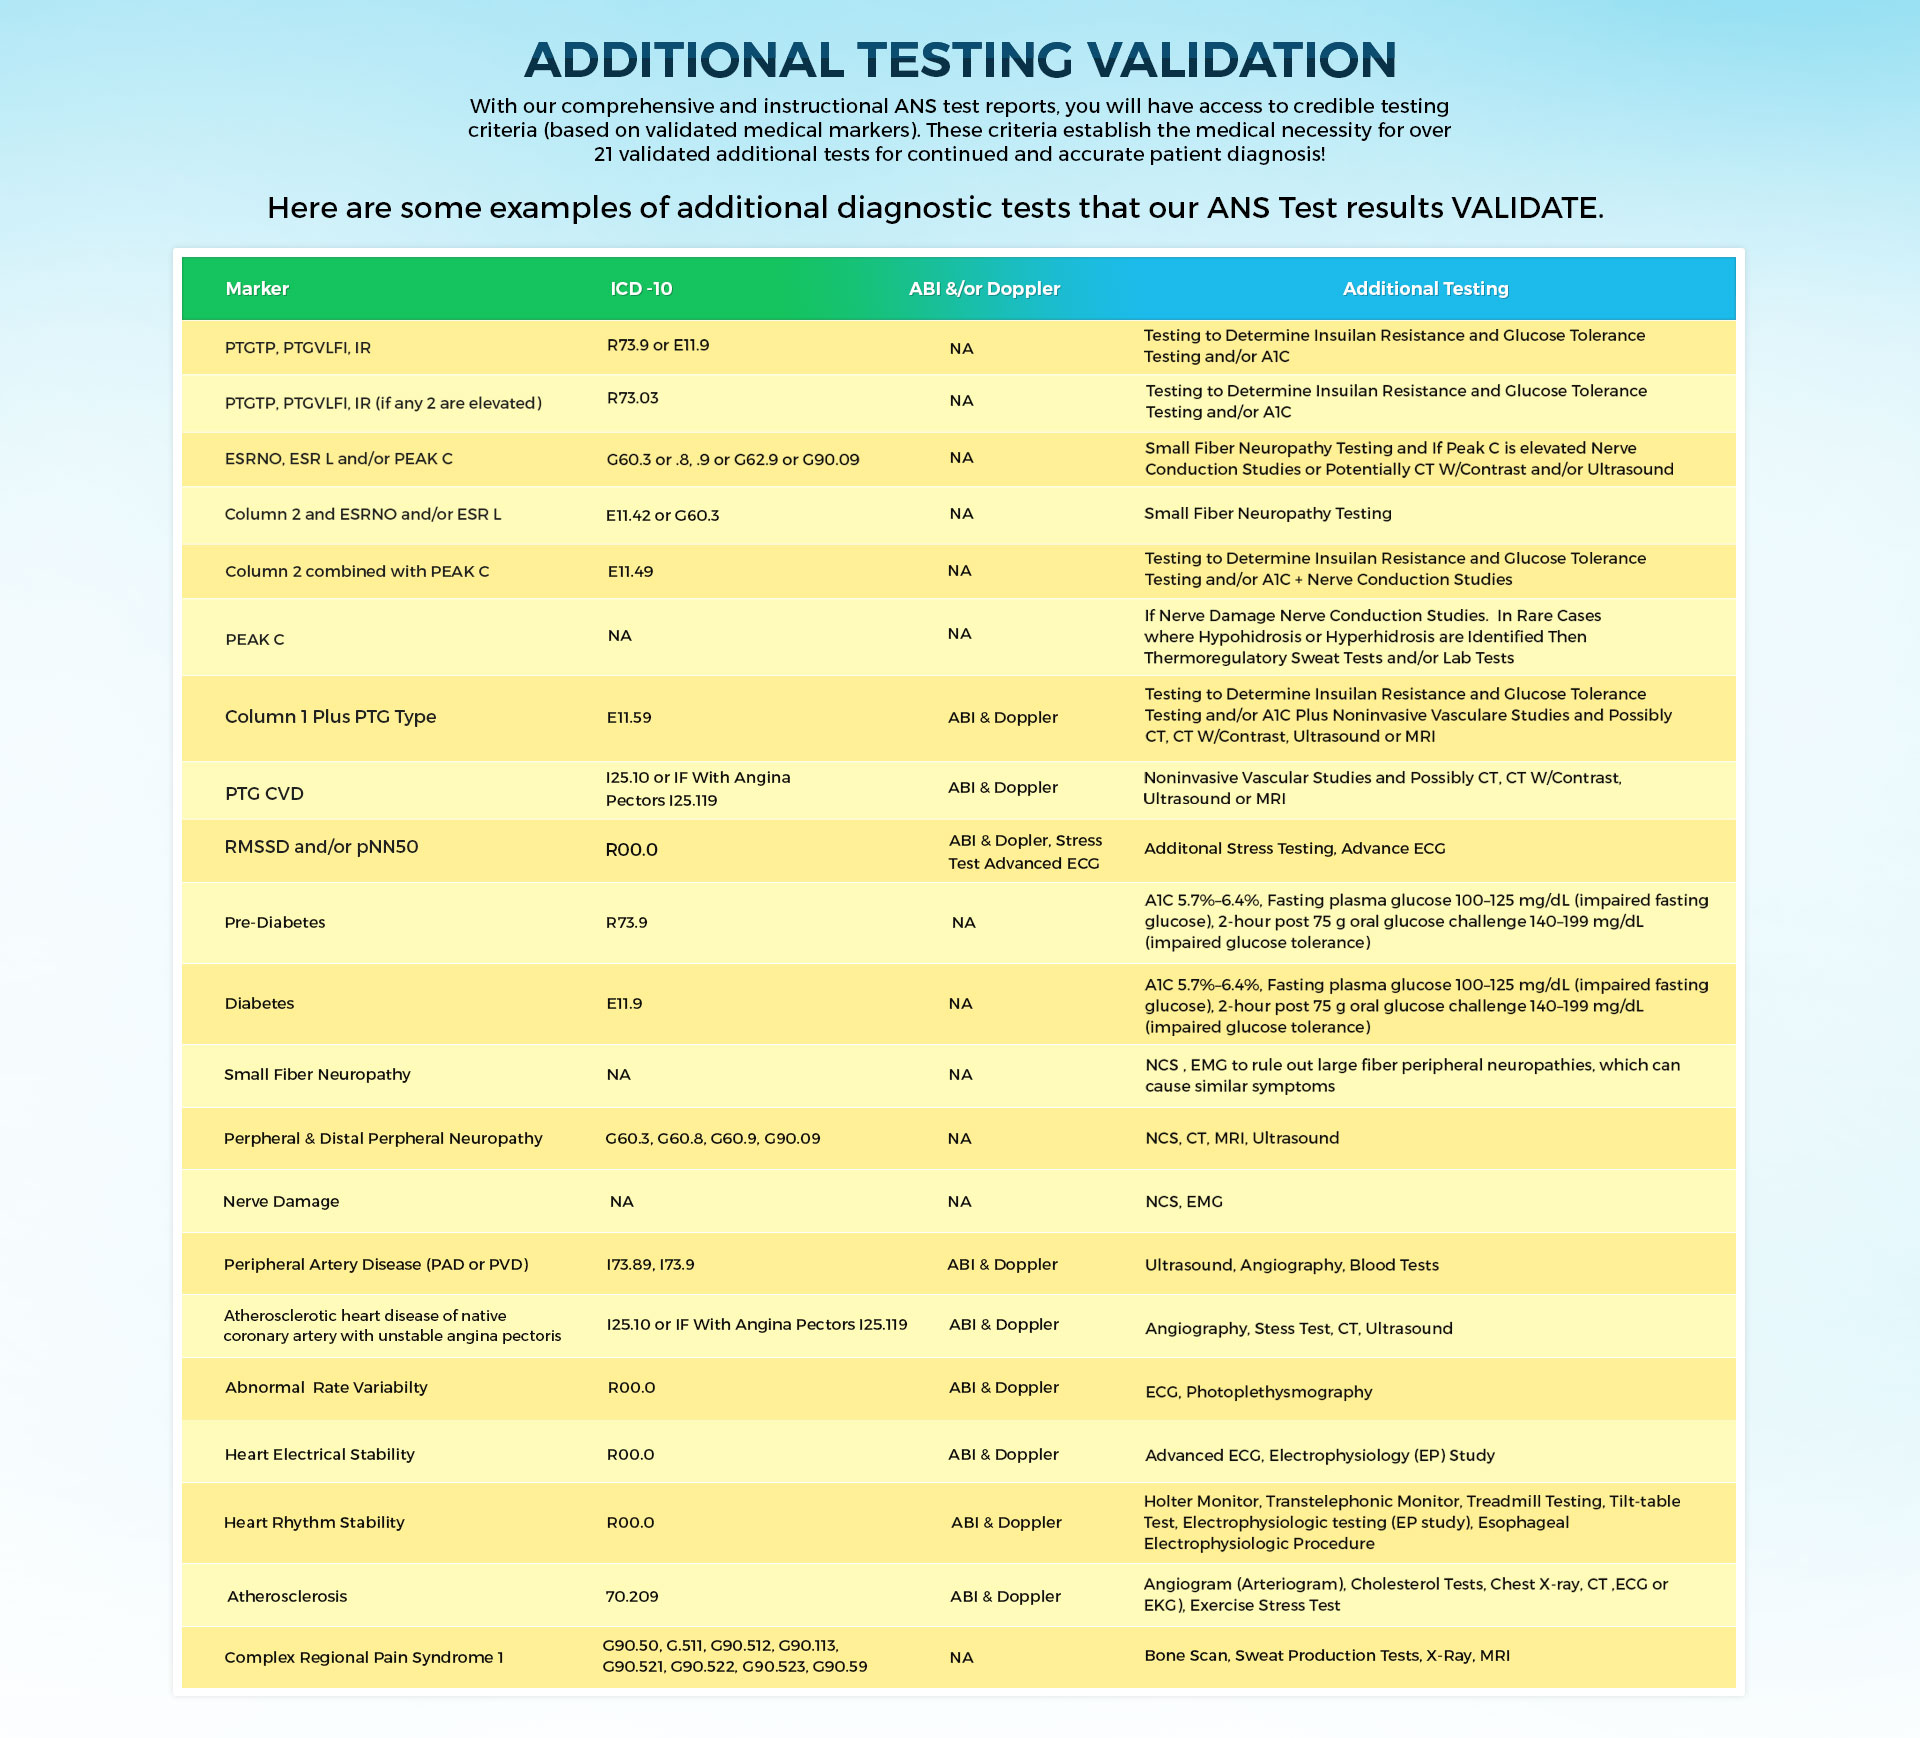 ADDITIONAL TESTING VALIDATION
With our comprehensive and instructional ANS test reports, you will have access to credible testing
criteria (based on validated medical markers). These criteria establish the medical necessity for over
21 validated additional tests for continued and accurate patient diagnosis!
Here are some examples of additional diagnostic tests that our ANS Test results VALIDATE.
Marker ICD -10 ABI &/or Doppler Additional Testing
PTGTP, PTGVLFI, IR R73.9 or E11.9 NA Testing to Determine Insuilan Resistance and Glucose Tolerance
Testing and/or A1C
PTGTP, PTGVLFI, IR (if any 2 are elevated) R73.03 NA Testing to Determine Insuilan Resistance and Glucose Tolerance
Testing and/or A1C
ESRNO, ESR L and/or PEAK C G60.3 or .8, .9 or G62.9 or G90.09 NA Small Fiber Neuropathy Testing and If Peak C is elevated Nerve
Conduction Studies or Potentially CT W/Contrast and/or Ultrasound
Column 2 and ESRNO and/or ESR L E11.42 or G60.3 NA Small Fiber Neuropathy Testing
Column 2 combined with PEAK C E11.49 NA Testing to Determine Insuilan Resistance and Glucose Tolerance
Testing and/or A1C + Nerve Conduction Studies
PEAK C NA NA If Nerve Damage Nerve Conduction Studies. In Rare Cases
where Hypohidrosis or Hyperhidrosis are Identified Then
Thermoregulatory Sweat Tests and/or Lab Tests
Column 1 Plus PTG Type E11.59 ABI & Doppler Testing to Determine Insuilan Resistance and Glucose Tolerance
Testing and/or A1C Plus Noninvasive Vasculare Studies and Possibly
CT, CT W/Contrast, Ultrasound or MRI
PTG CVD I25.10 or IF With Angina
Pectors I25.119 ABI & Doppler Noninvasive Vascular Studies and Possibly CT, CT W/Contrast,
Ultrasound or MRI
RMSSD and/or pNN50 R00.0 ABI & Dopler, Stress
Test Advanced ECG Additonal Stress Testing, Advance ECG
Pre-Diabetes R73.9 NA A1C 5.7%–6.4%, Fasting plasma glucose 100–125 mg/dL (impaired fasting
glucose), 2-hour post 75 g oral glucose challenge 140–199 mg/dL
(impaired glucose tolerance)
Diabetes E11.9 NA A1C 5.7%–6.4%, Fasting plasma glucose 100–125 mg/dL (impaired fasting
glucose), 2-hour post 75 g oral glucose challenge 140–199 mg/dL
(impaired glucose tolerance)
Small Fiber Neuropathy NA NA NCS , EMG to rule out large fiber peripheral neuropathies, which can
cause similar symptoms
Perpheral & Distal Perpheral Neuropathy G60.3, G60.8, G60.9, G90.09 NA NCS, CT, MRI, Ultrasound
Nerve Damage NA NA NCS, EMG
Peripheral Artery Disease (PAD or PVD) I73.89, I73.9 ABI & Doppler Ultrasound, Angiography, Blood Tests
Atherosclerotic heart disease of native
coronary artery with unstable angina pectoris I25.10 or IF With Angina Pectors I25.119 ABI & Doppler Angiography, Stess Test, CT, Ultrasound
Abnormal Rate Variabilty R00.0 ABI & Doppler ECG, Photoplethysmography
Heart Electrical Stability R00.0 ABI & Doppler Advanced ECG, Electrophysiology (EP) Study
Heart Rhythm Stability R00.0 ABI & Doppler Holter Monitor, Transtelephonic Monitor, Treadmill Testing, Tilt-table
Test, Electrophysiologic testing (EP study), Esophageal
Electrophysiologic Procedure
Atherosclerosis 70.209 ABI & Doppler Angiogram (Arteriogram), Cholesterol Tests, Chest X-ray, CT ,ECG or
EKG), Exercise Stress Test
Complex Regional Pain Syndrome 1 G90.50, G.511, G90.512, G90.113,
G90.521, G90.522, G90.523, G90.59 NA Bone Scan, Sweat Production Tests, X-Ray, MRI